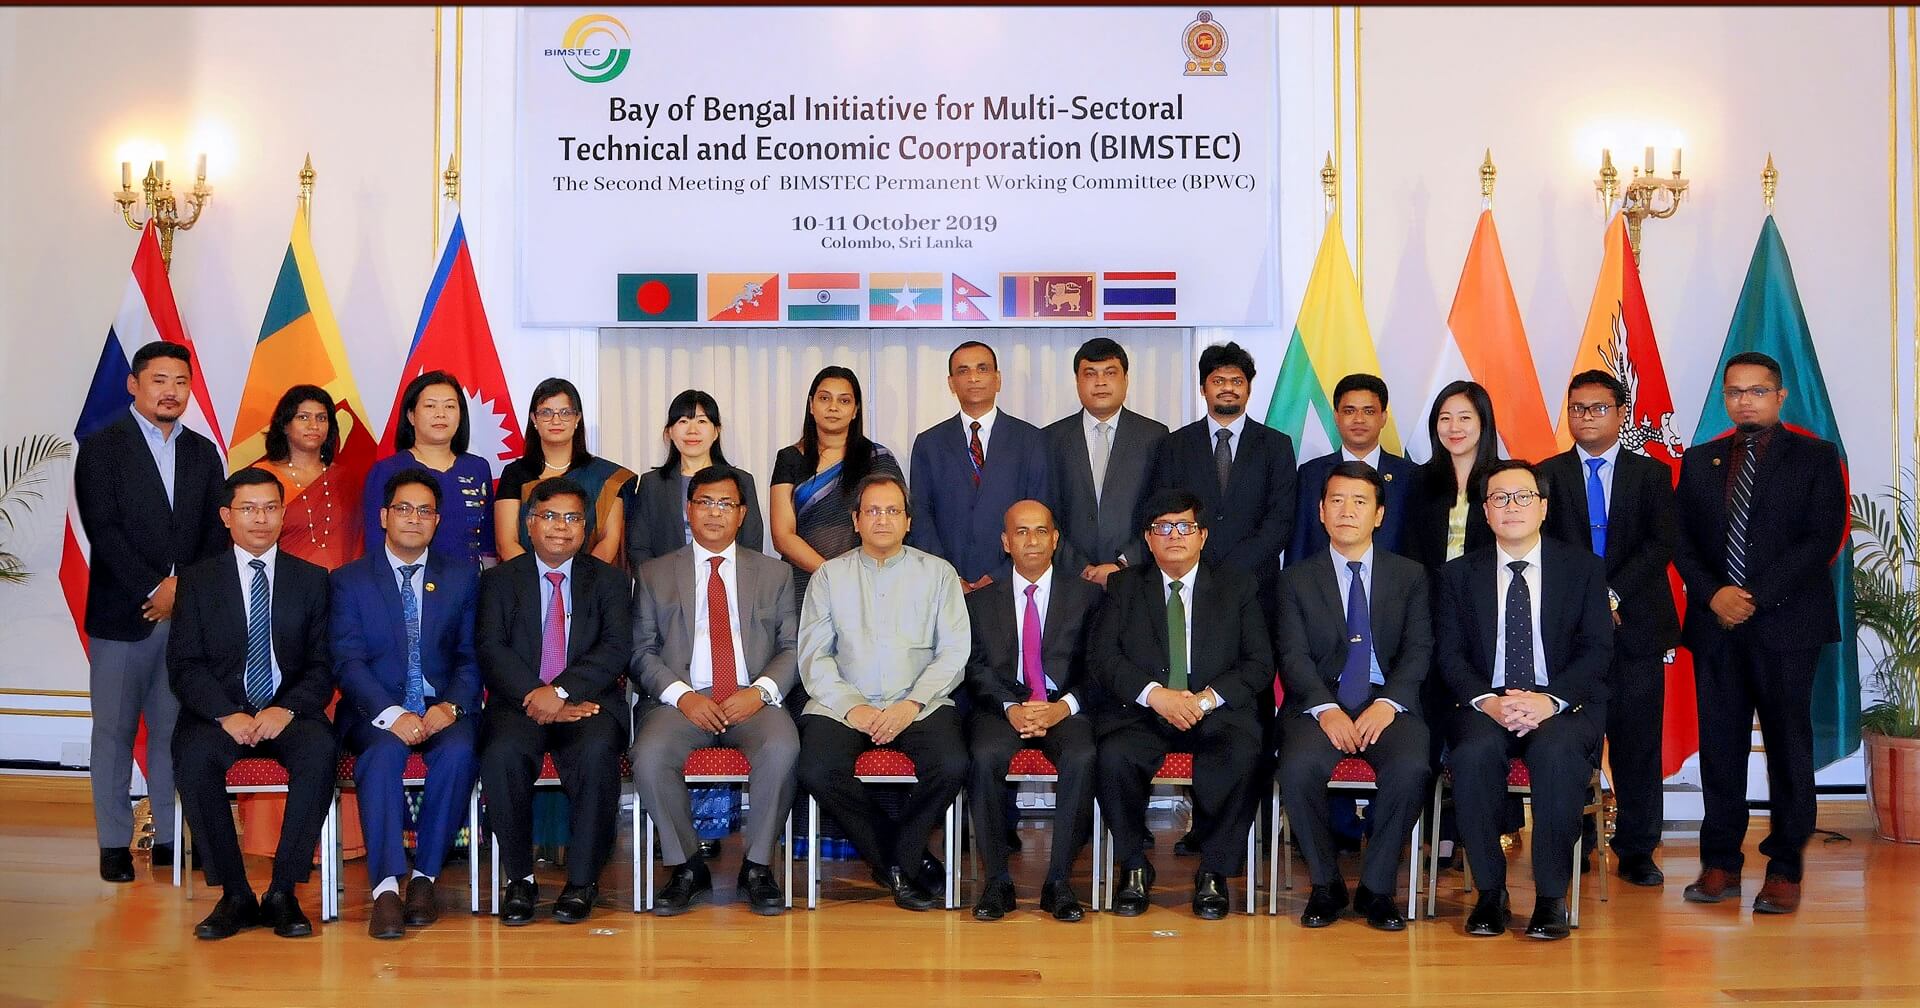 BIMSTEC
Bay of Bengal Initiative for Multi-Sectoral
Technical and Economic Coorporation (BIMSTEC)
The Second Meeting of BIMSTEC Permanent Working Committee (BPWC)
10-11 October 2019
Colombo, Sri Lanka